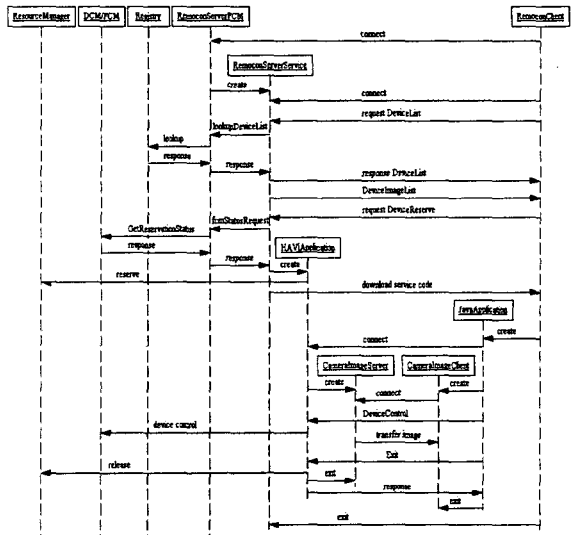 ResourceManager DCM/FCM Registry RemoconServerFCM RemoconClient
connect
RemoconServerService
create
connect
request DeviceList
lookupDeviceList
lookup
response
response
response DeviceList
DeviceImageList
request DeviceReserve
fcmStatusRequest
GetReservationStatus
HAViApplication
response
response
create
reserve
download service code
JavaApplication
create
connect
CameraImageServer CameraImageClient
create
create
connect
DeviceControl
device control
transfer image
Exit
release
exit
response
exit
exit